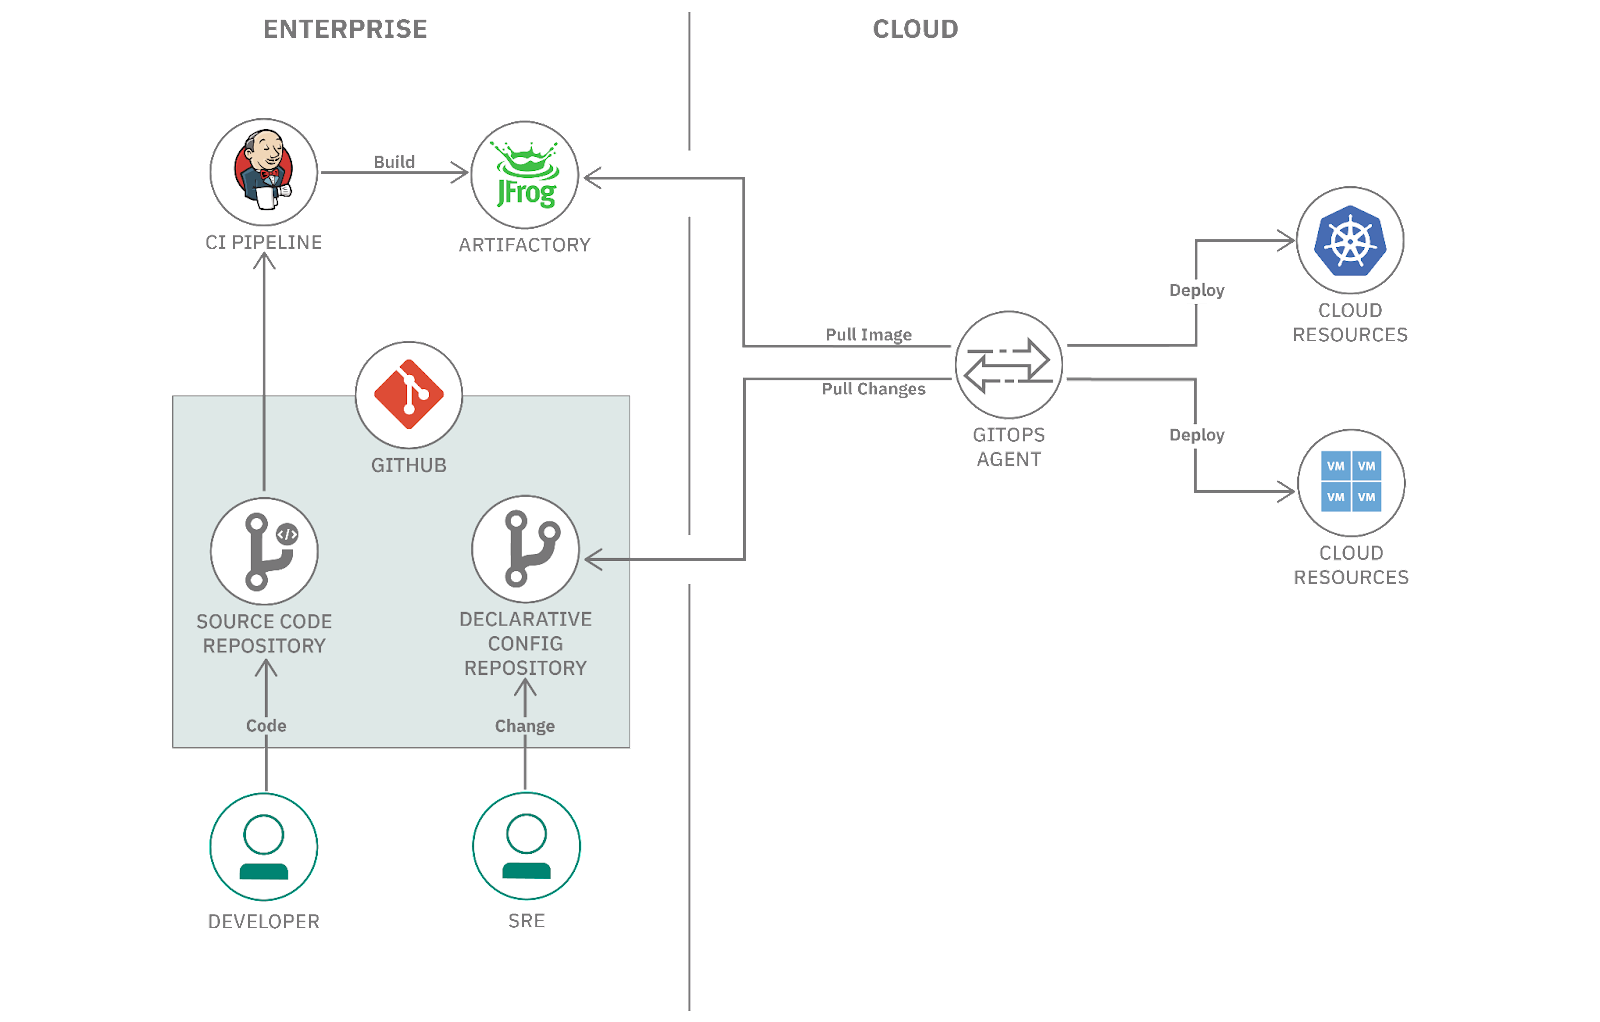 ENTERPRISE
CLOUD
Build
JFrog
CI PIPELINE
ARTIFACTORY
Deploy
CLOUD
RESOURCES
Pull Image
Pull Changes
GITOPS
AGENT
Deploy
GITHUB
VM VM
VM VM
CLOUD
RESOURCES
</>
SOURCE CODE
REPOSITORY
DECLARATIVE
CONFIG
REPOSITORY
Code
Change
DEVELOPER
SRE